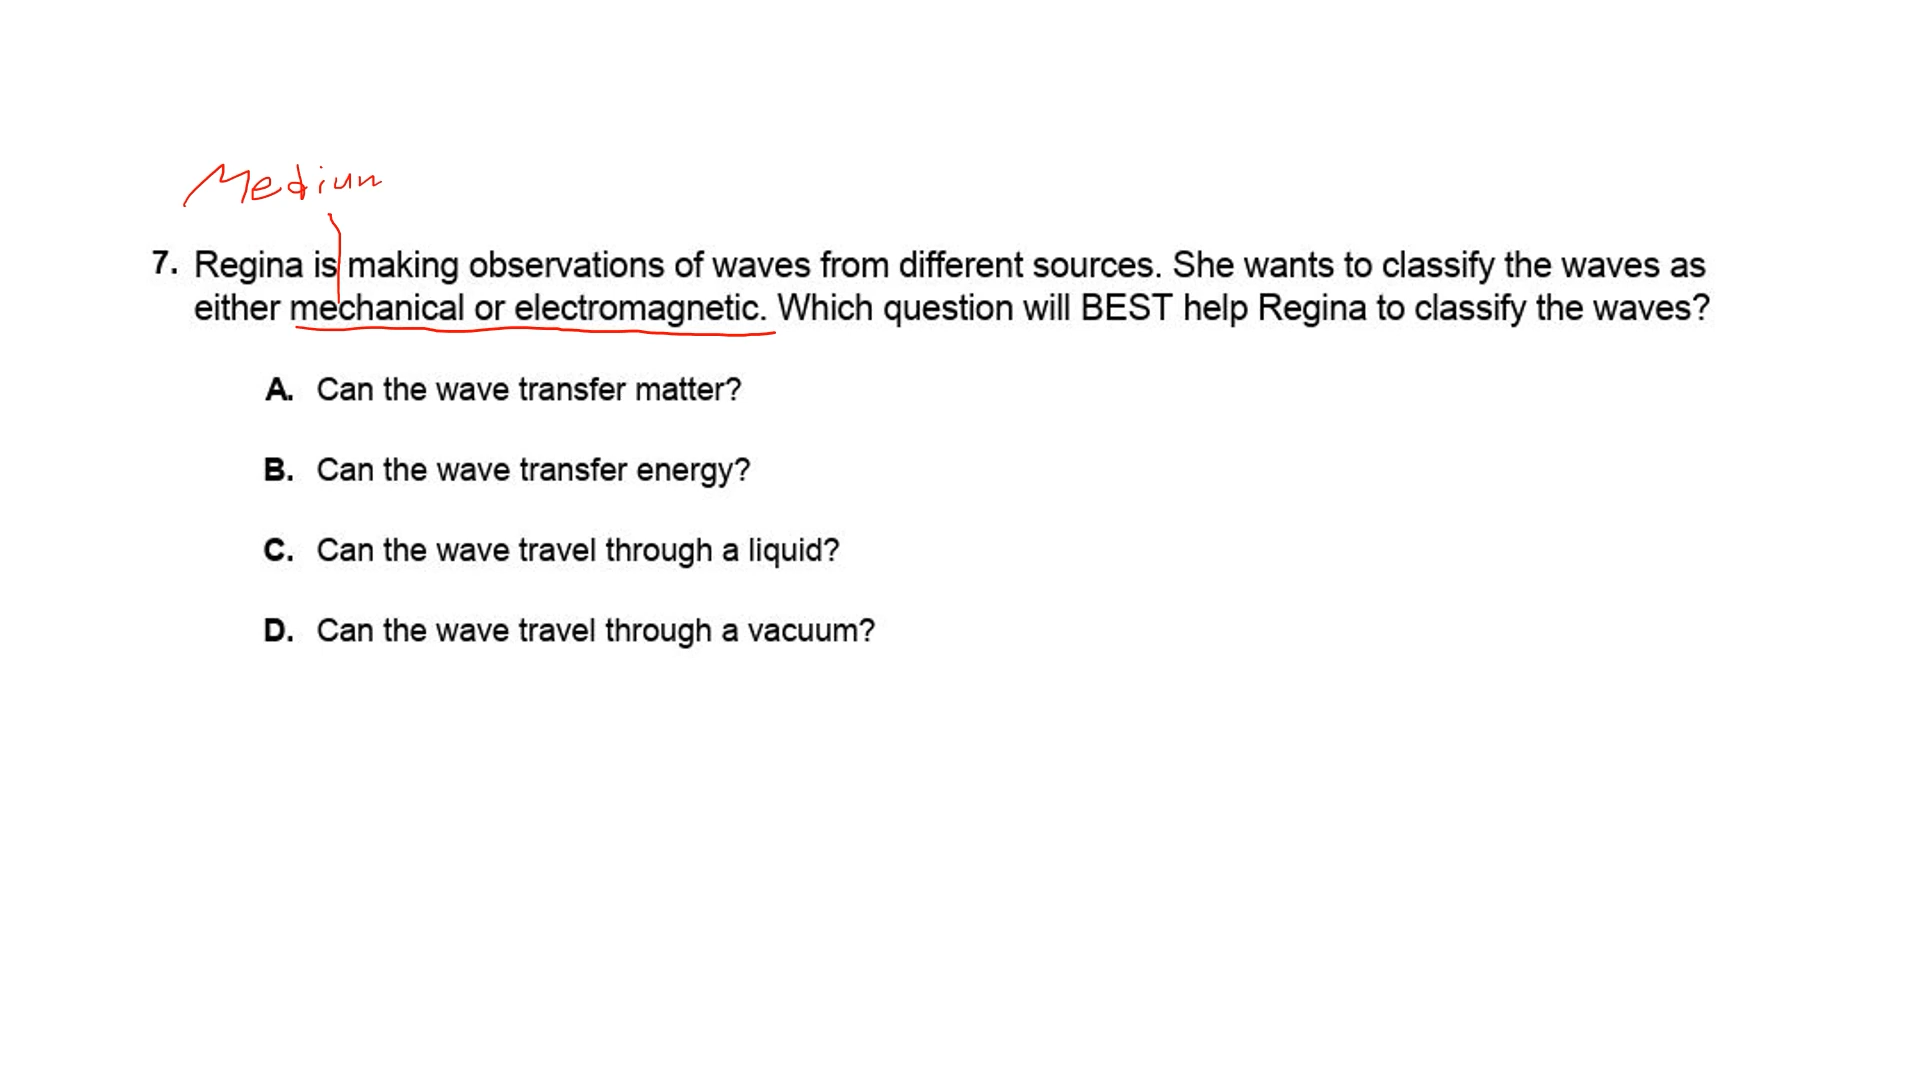 Medium
7. Regina is making observations of waves from different sources. She wants to classify the waves as
either mechanical or electromagnetic. Which question will BEST help Regina to classify the waves?
A. Can the wave transfer matter?
B. Can the wave transfer energy?
C. Can the wave travel through a liquid?
D. Can the wave travel through a vacuum?